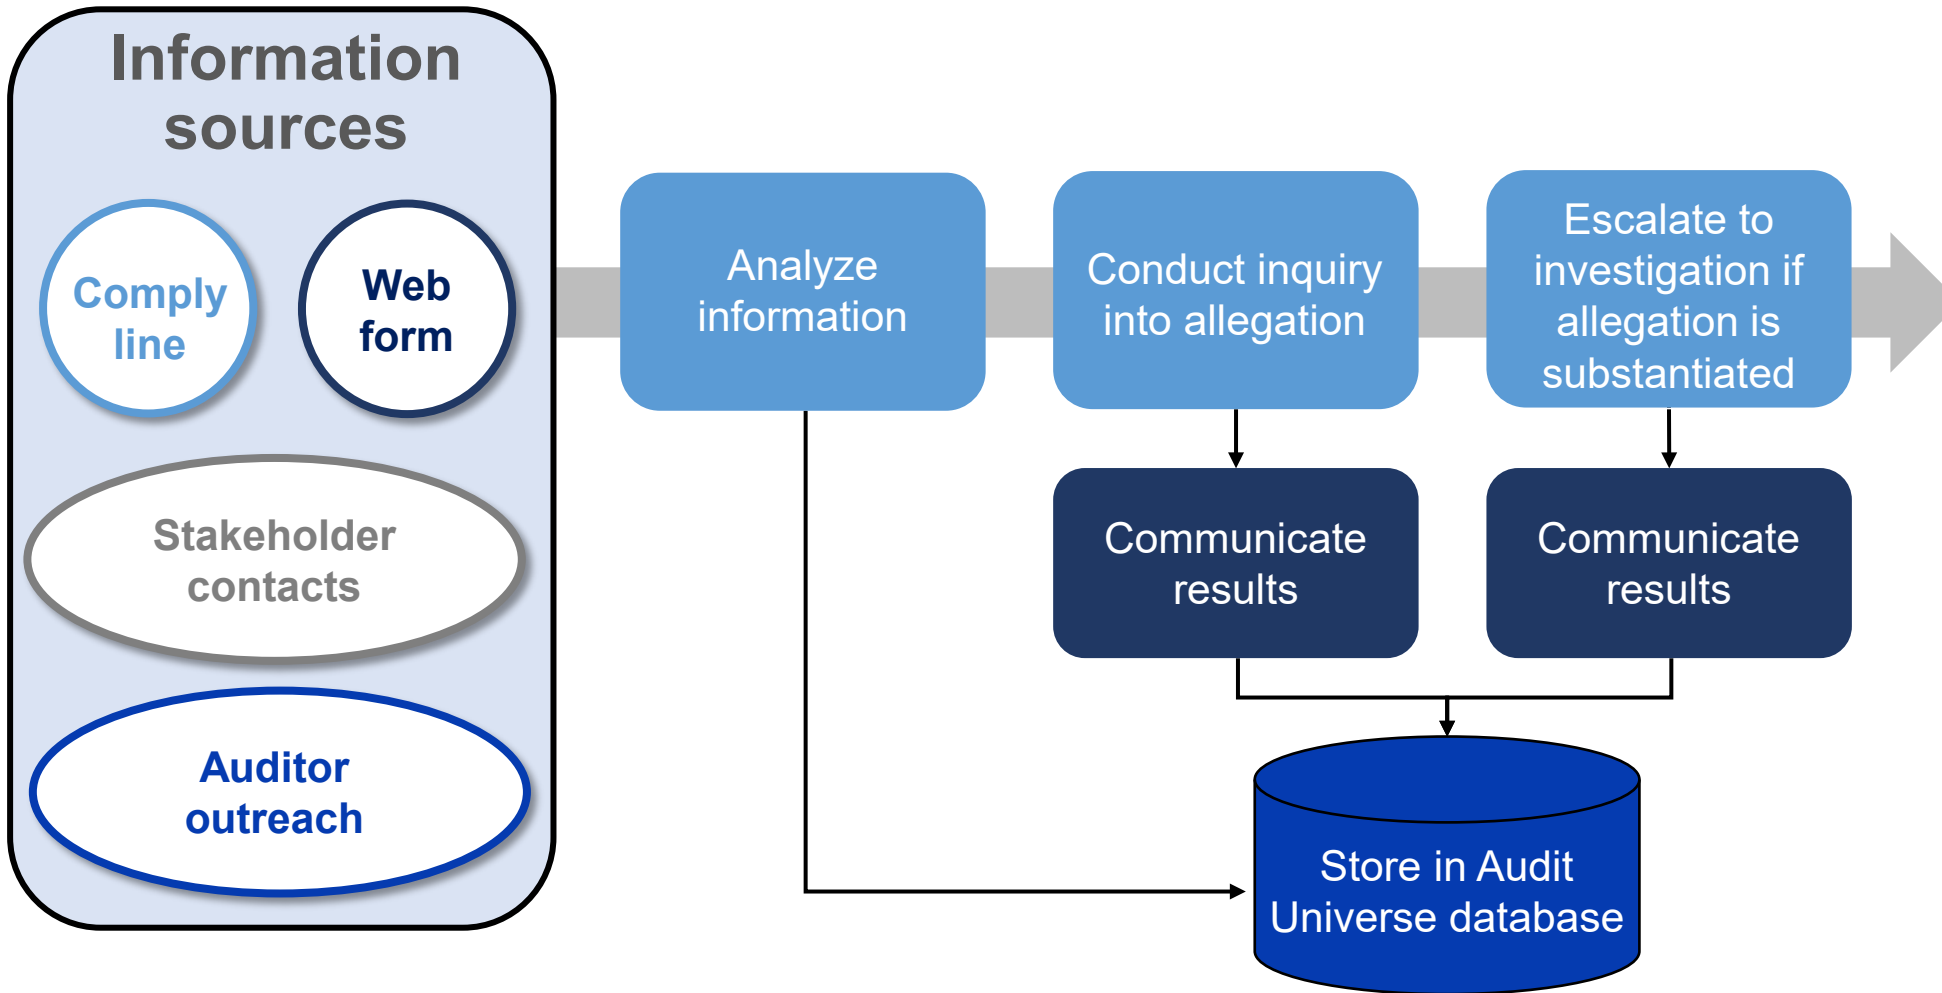 Information
sources
Comply
line
Web
form
Stakeholder
contacts
Auditor
outreach
Analyze
information
Conduct inquiry
into allegation
Escalate to
investigation if
allegation is
substantiated
Communicate
results
Communicate
results
Store in Audit
Universe database